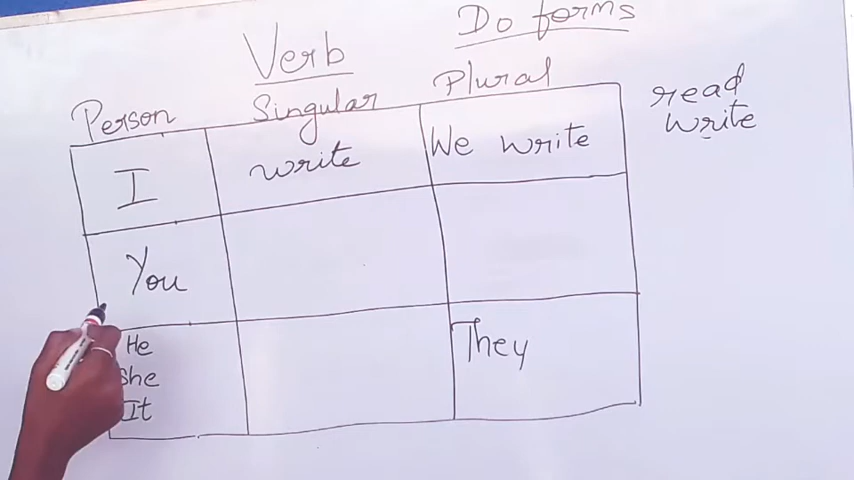 Verb Do forms
Person Singular Plural
read
write
I write We write
You
He
She
It
They